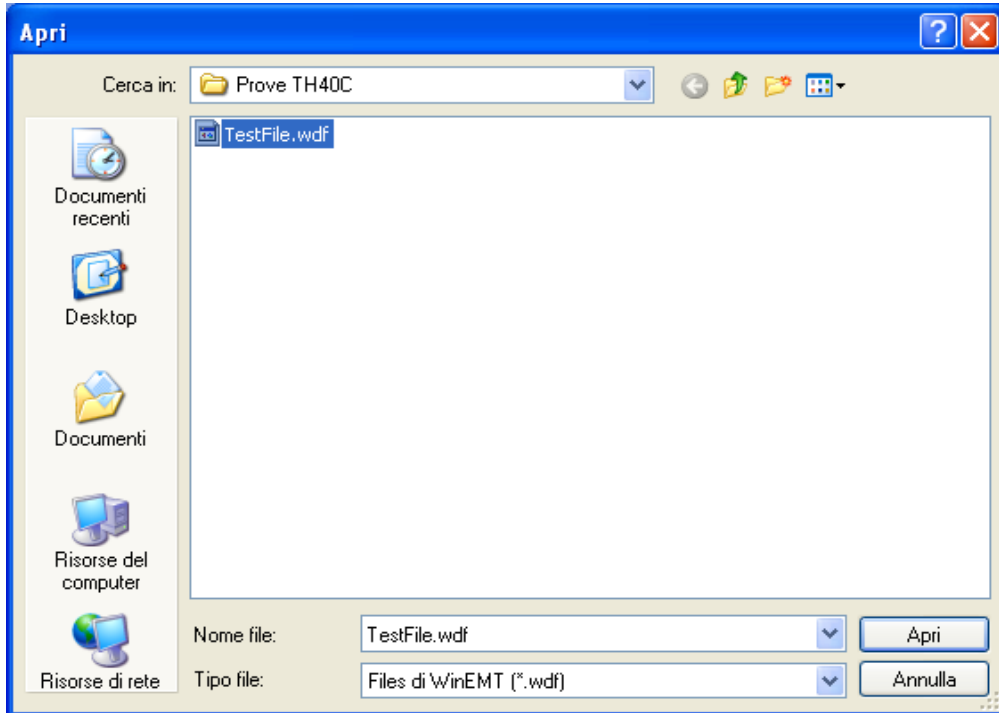 Apri
Cerca in: Prove TH40C
TestFile.wdf
Documenti
recenti
Desktop
Documenti
Risorse del
computer
Risorse di rete
Nome file: TestFile.wdf Apri
Tipo file: Files di WinEMT (*.wdf) Annulla